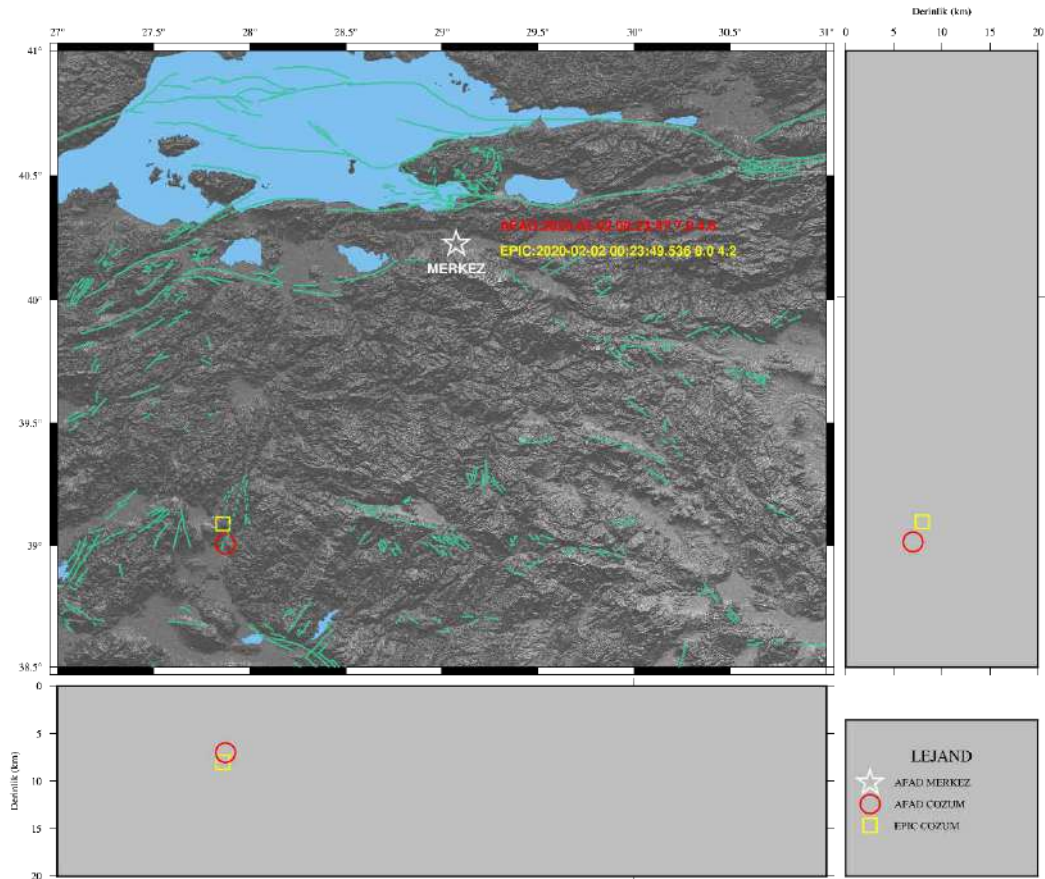 Derinlik (km)
27° 27.5° 28° 28.5° 29° 29.5° 30° 30.5° 31°
0 5 10 15 20
41°
40.5°
EPIC:2020-02-02 00:23:49.536 8.0 4.2
MERKEZ
40°
39.5°
39°
38.5°
0
5
10
15
20
Derinlik (km)
LEJAND
AFAD MERKEZ
AFAD COZUM
EPIC COZUM